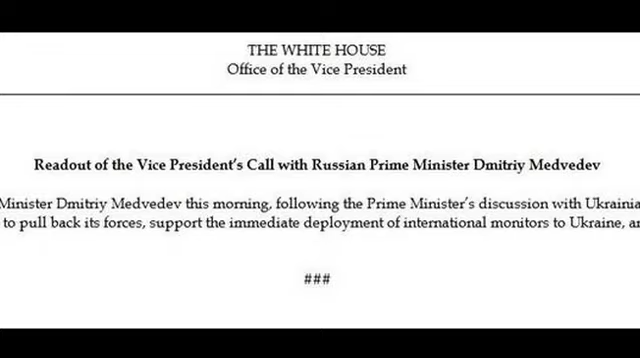 THE WHITE HOUSE
Office of the Vice President
Readout of the Vice President's Call with Russian Prime Minister Dmitriy Medvedev
Minister Dmitriy Medvedev this morning, following the Prime Minister's discussion with Ukrainia
to pull back its forces, support the immediate deployment of international monitors to Ukraine, an
###